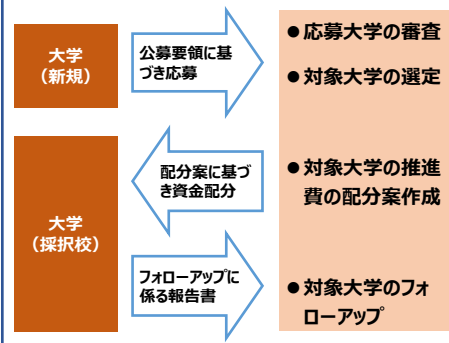 大学
（新規）
公募要領に基
づき応募
●応募大学の審査
●対象大学の選定
大学
（採択校）
配分案に基づ
き資金配分
●対象大学の推進
費の配分案作成
フォローアップに
係る報告書
●対象大学のフォ
ローアップ